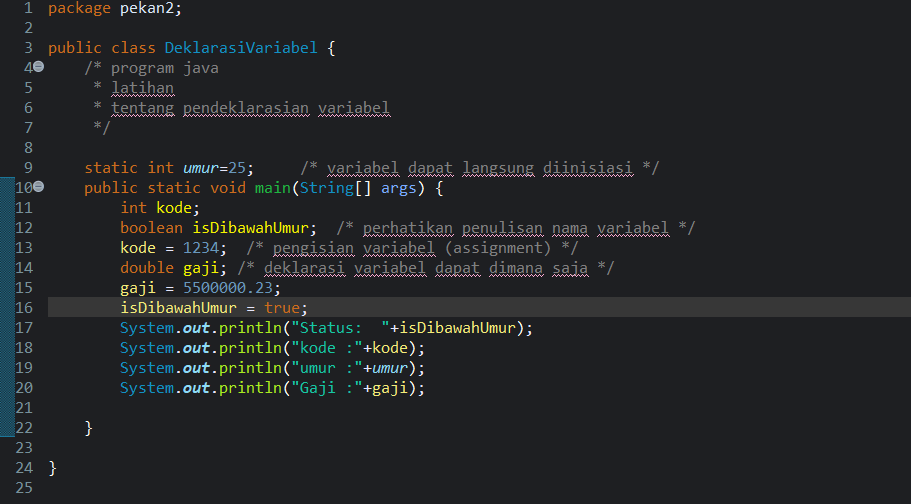 1 package pekan2;
2
3 public class DeklarasiVariabel {
4     /* program java
5      * latihan
6      * tentang pendeklarasian variabel
7      */
8
9     static int umur=25;     /* variabel dapat langsung diinisiasi */
10     public static void main(String[] args) {
11         int kode;
12         boolean isDibawahUmur;  /* perhatikan penulisan nama variabel */
13         kode = 1234;  /* pengisian variabel (assignment) */
14         double gaji; /* deklarasi variabel dapat dimana saja */
15         gaji = 5500000.23;
16         isDibawahUmur = true;
17         System.out.println("Status:  "+isDibawahUmur);
18         System.out.println("kode :"+kode);
19         System.out.println("umur :"+umur);
20         System.out.println("Gaji :"+gaji);
21
22     }
23
24 }
25